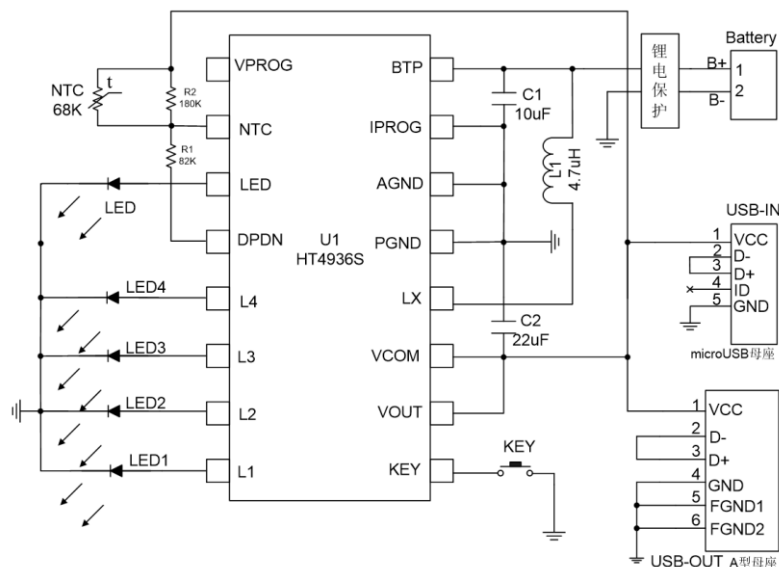 VPROG
NTC
LED
DPDN
L4
L3
L2
L1
U1
HT4936S
BTP
IPROG
AGND
PGND
LX
VCOM
VOUT
KEY
NTC
68K
t
R2
180K
R1
82K
LED
LED4
LED3
LED2
LED1
C1
10uF
L1
4.7uH
C2
22uF
KEY
锂电保护
Battery
B+
B-
1
2
USB-IN
1 VCC
2 D-
3 D+
4 ID
5 GND
microUSB母座
1 VCC
2 D-
3 D+
4 GND
5 FGND1
6 FGND2
USB-OUT A型母座